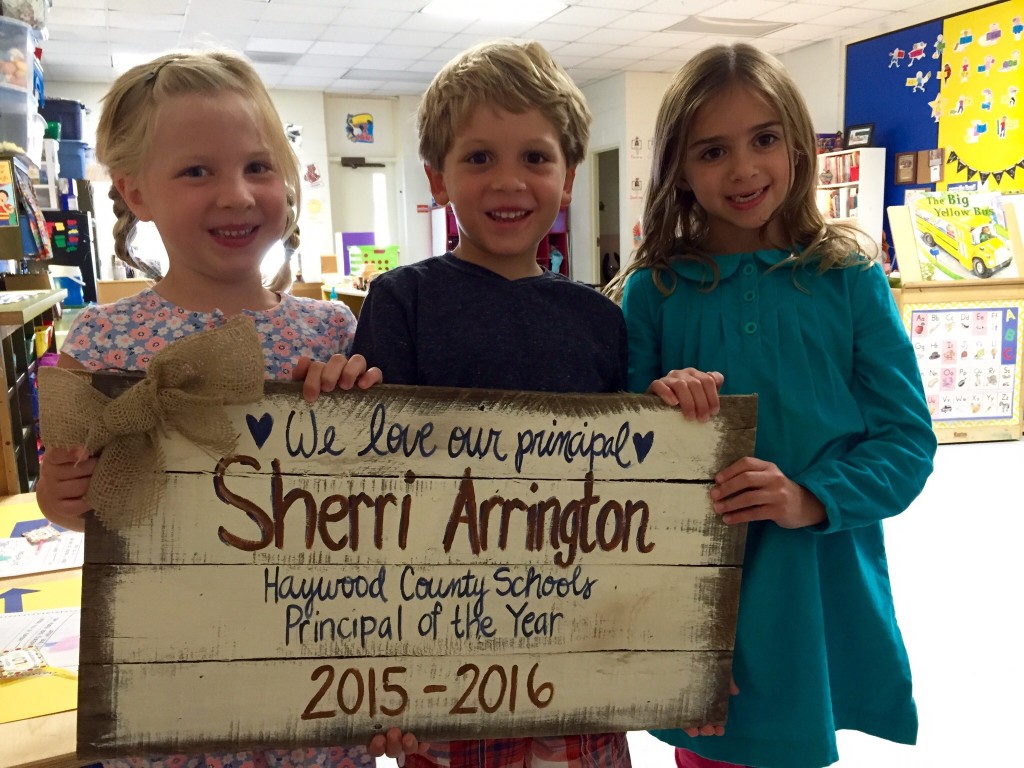 We love our principal
Sherri Arrington
Haywood County Schools
Principal of the Year
2015-2016
The Big
Yellow Bus